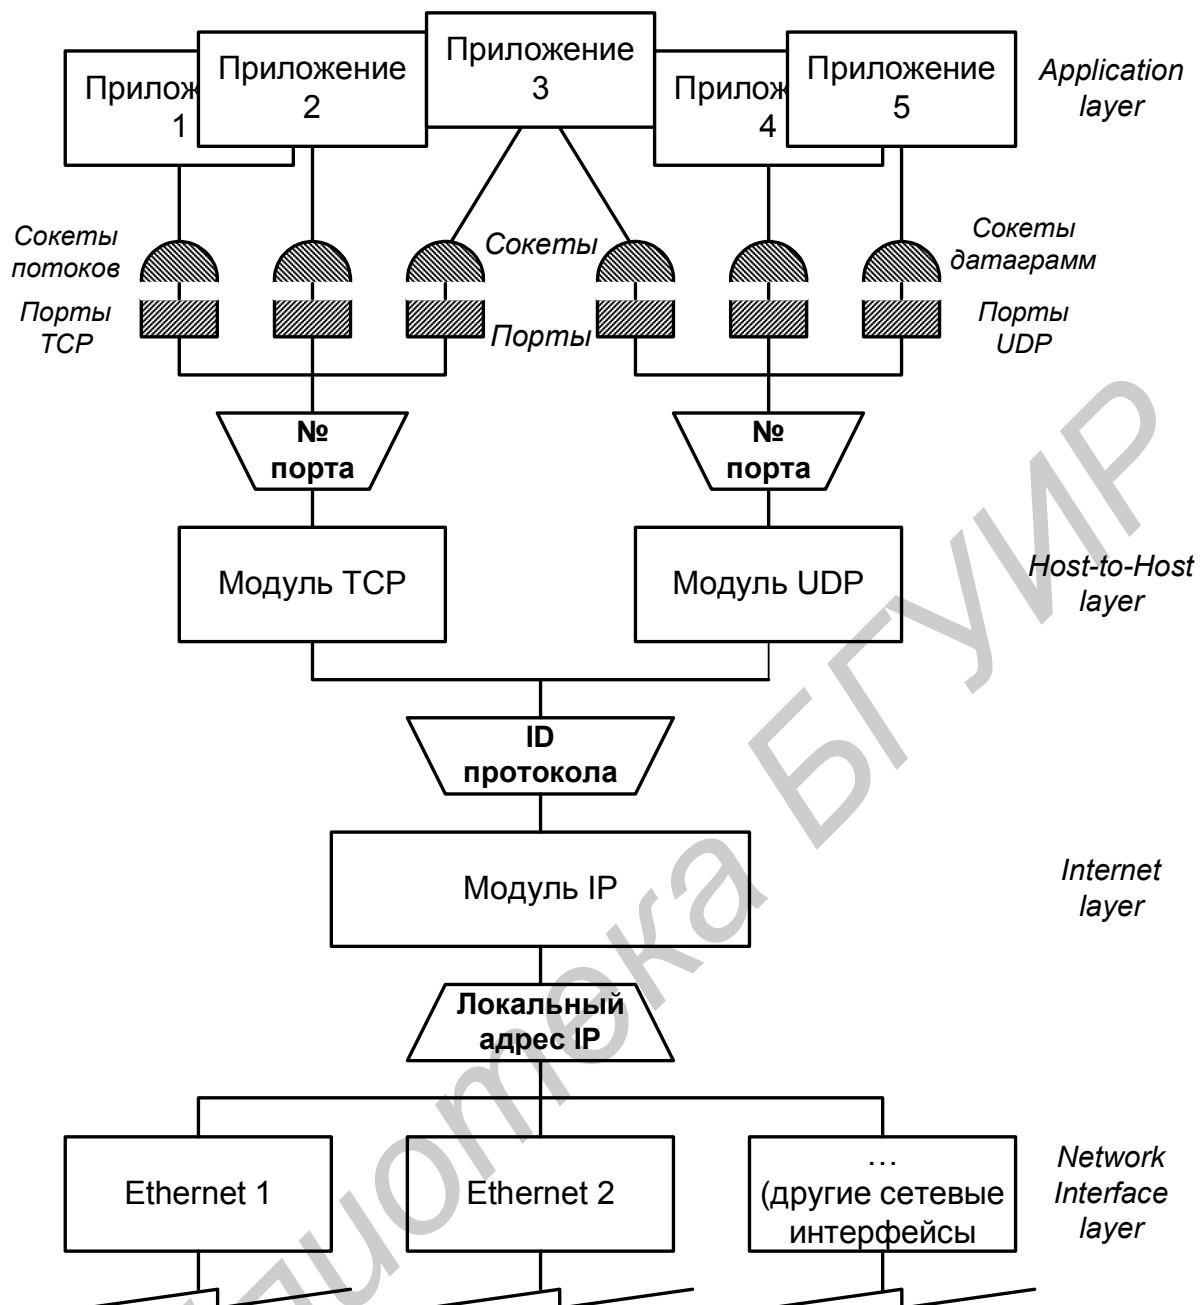 Прилож
1
Приложение
2
Приложение
3
Прилож
4
Приложение
5
Application
layer
Сокеты
потоков
Сокеты
Сокеты
датаграмм
Порты
TCP
Порты
Порты
UDP
№
порта
№
порта
Модуль TCP
Модуль UDP
Host-to-Host
layer
ID
протокола
Модуль IP
Internet
layer
Локальный
адрес IP
Ethernet 1
Ethernet 2
…
(другие сетевые
интерфейсы
Network
Interface
layer
лиотека БГУИР